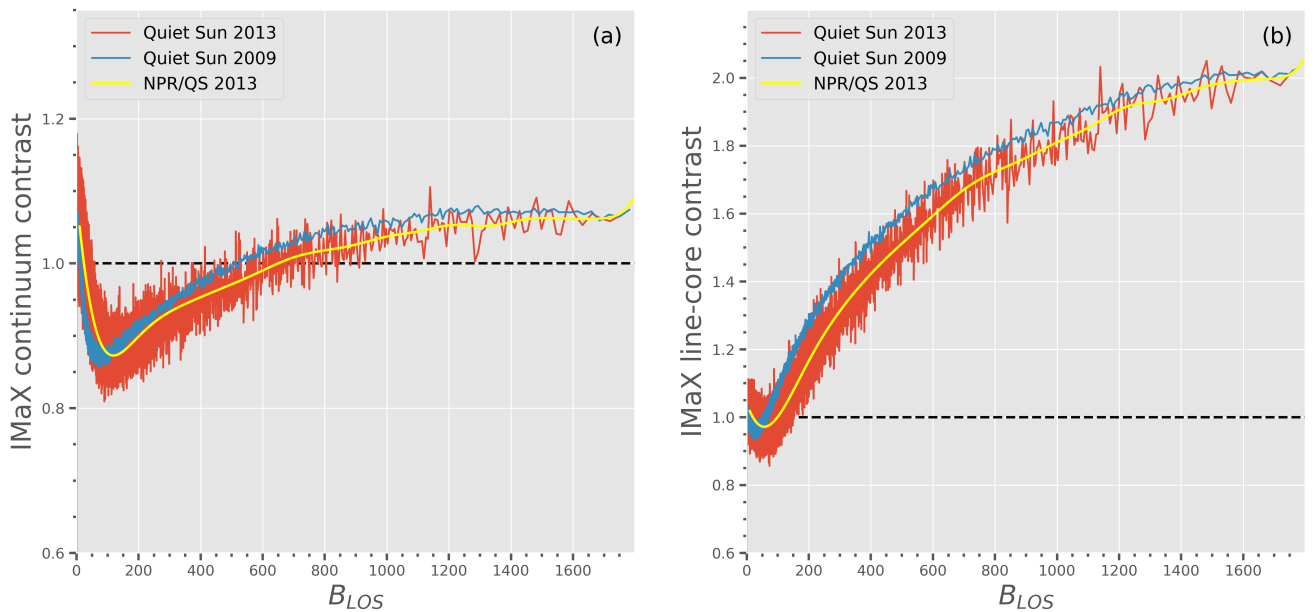 Quiet Sun 2013
Quiet Sun 2009
NPR/QS 2013
(a)
IMaX continuum contrast
1.2
1.0
0.8
0.6
0 200 400 600 800 1000 1200 1400 1600
B_LOS
Quiet Sun 2013
Quiet Sun 2009
NPR/QS 2013
(b)
IMaX line-core contrast
2.0
1.8
1.6
1.4
1.2
1.0
0.8
0.6
0 200 400 600 800 1000 1200 1400 1600
B_LOS